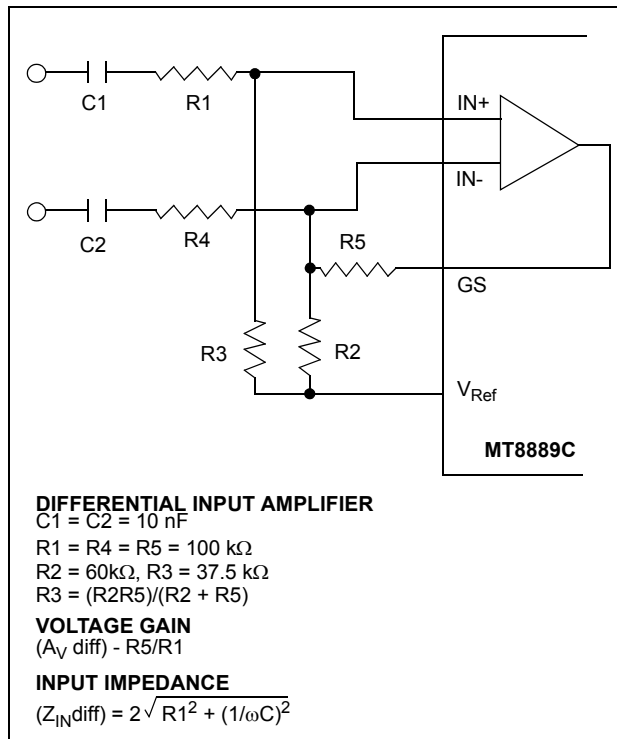 C1
R1
IN+
IN-
C2
R4
R5
GS
R3
R2
VRef
MT8889C
DIFFERENTIAL INPUT AMPLIFIER
C1 = C2 = 10 nF
R1 = R4 = R5 = 100 kΩ
R2 = 60kΩ, R3 = 37.5 kΩ
R3 = (R2R5)/(R2 + R5)
VOLTAGE GAIN
(AV diff) - R5/R1
INPUT IMPEDANCE
(ZINdiff) = 2√R1² + (1/ωC)²